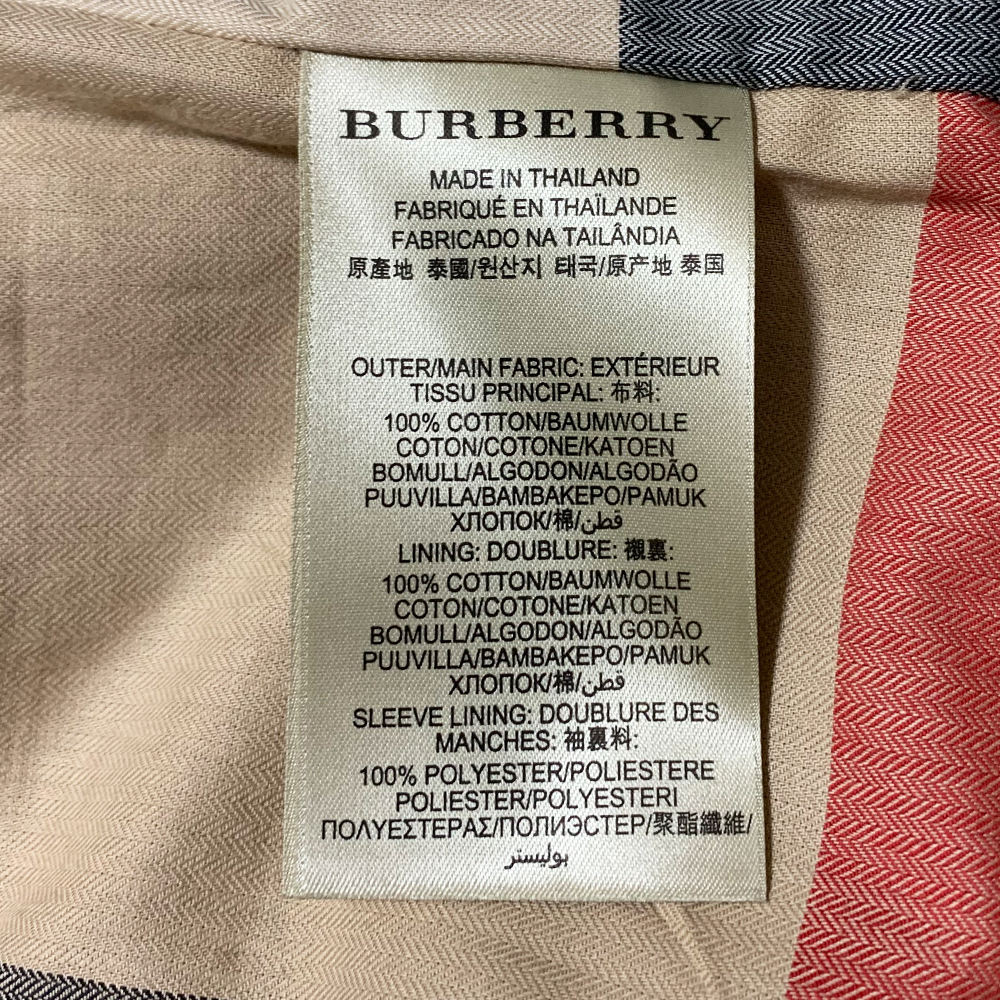 BURBERRY
MADE IN THAILAND
FABRIQUÉ EN THAÏLANDE
FABRICADO NA TAILÂNDIA
原產地 泰國/원산지 태국/原产地 泰国
OUTER/MAIN FABRIC: EXTÉRIEUR
TISSU PRINCIPAL: 布料:
100% COTTON/BAUMWOLLE
COTON/COTONE/KATOEN
BOMULL/ALGODON/ALGODÃO
PUUVILLA/BAMBAKEPO/PAMUK
ХЛОПОК/棉/قطن
LINING: DOUBLURE: 襯裏:
100% COTTON/BAUMWOLLE
COTON/COTONE/KATOEN
BOMULL/ALGODON/ALGODÃO
PUUVILLA/BAMBAKEPO/PAMUK
ХЛОПОК/棉/قطن
SLEEVE LINING: DOUBLURE DES
MANCHES: 袖裏料:
100% POLYESTER/POLIESTERE
POLIESTER/POLYESTERI
ΠΟΛΥΕΣΤΕΡΑΣ/ПОЛИЭСТЕР/聚酯纖維/
بوليستر